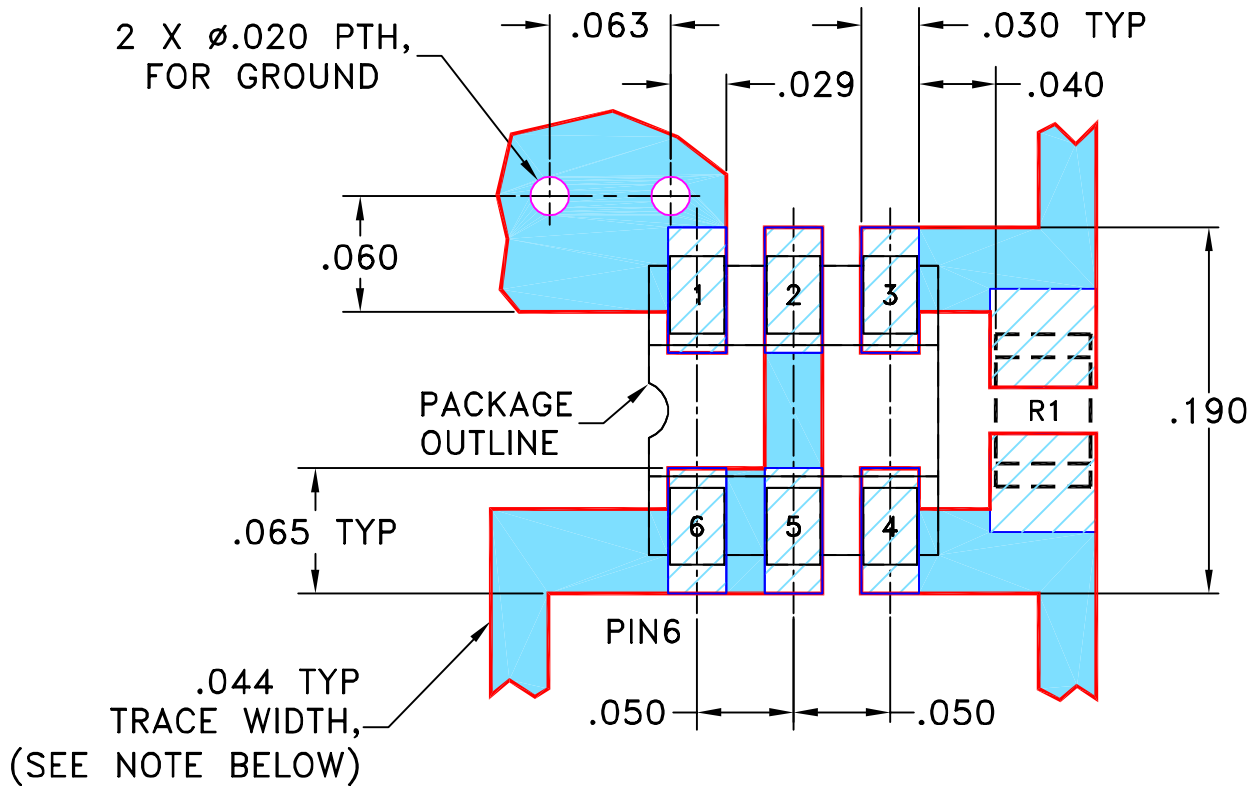 2 X ø.020 PTH,
FOR GROUND
.063
.030 TYP
.029
.040
.060
1
2
3
PACKAGE
OUTLINE
R1
.190
.065 TYP
6
5
4
PIN6
.044 TYP
TRACE WIDTH,
(SEE NOTE BELOW)
.050
.050